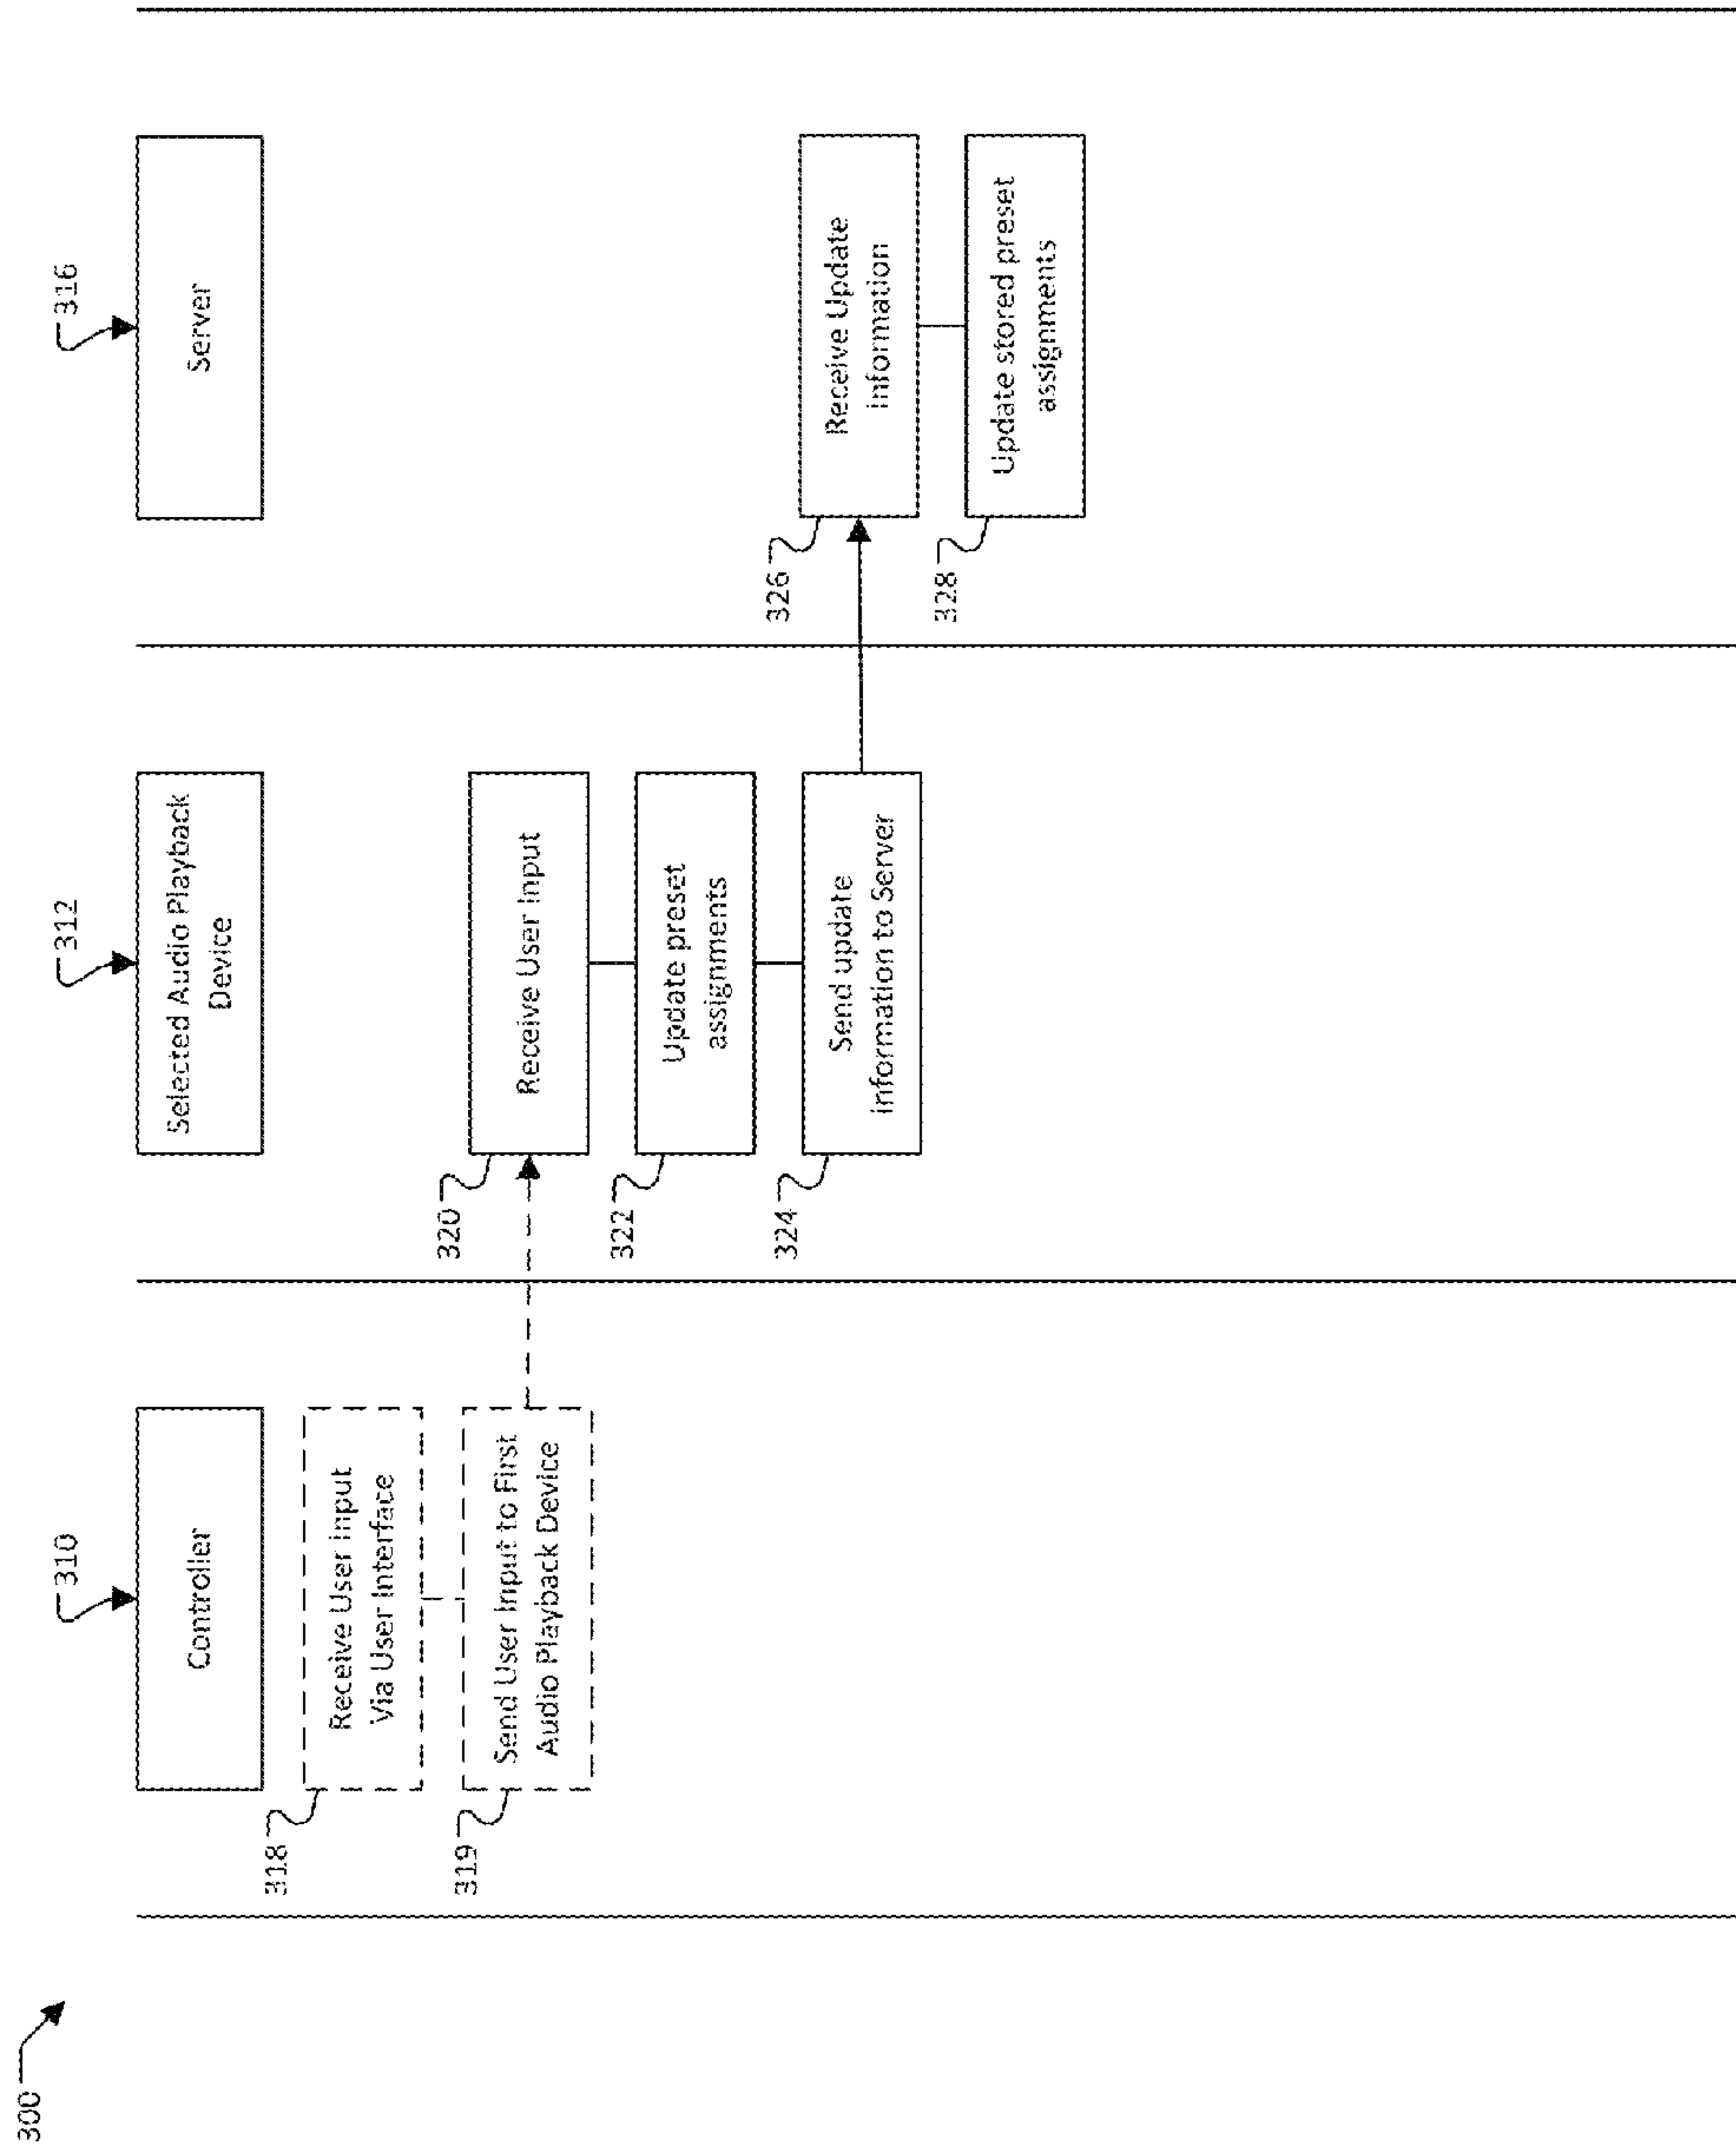 300
310
Controller
312
Selected Audio Playback
Device
316
Server
318
Receive User Input
Via User Interface
319
Send User Input to First
Audio Playback Device
320
Receive User Input
322
Update preset
assignments
324
Send update
information to Server
326
Receive Update
information
328
Update stored preset
assignments